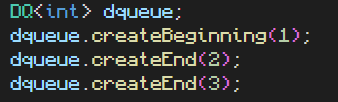 DQ<int> dqueue;
dqueue.createBeginning(1);
dqueue.createEnd(2);
dqueue.createEnd(3);